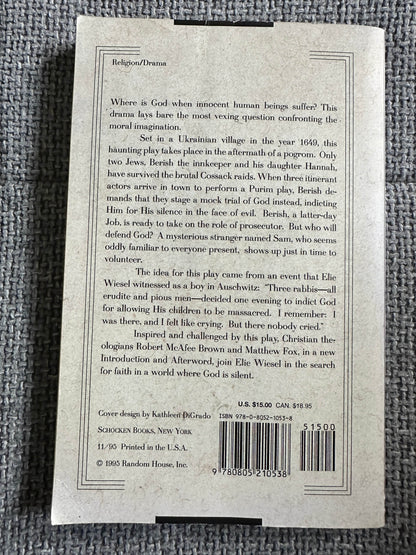 Religion/Drama
Where is God when innocent human beings suffer? This
drama lays bare the most vexing question confronting the
moral imagination.
Set in a Ukrainian village in the year 1649, this
haunting play takes place in the aftermath of a pogrom. Only
two Jews, Berish the innkeeper and his daughter Hannah,
have survived the brutal Cossack raids. When three itinerant
actors arrive in town to perform a Purim play, Berish de-
mands that they stage a mock trial of God instead, indicting
Him for His silence in the face of evil. Berish, a latter-day
Job, is ready to take on the role of prosecutor. But who will
defend God? A mysterious stranger named Sam, who seems
oddly familiar to everyone present, shows up just in time to
volunteer.
The idea for this play came from an event that Elie
Wiesel witnessed as a boy in Auschwitz: "Three rabbis—all
erudite and pious men—decided one evening to indict God
for allowing His children to be massacred. I remember: I
was there, and I felt like crying. But there nobody cried."
Inspired and challenged by this play, Christian the-
ologians Robert McAfee Brown and Matthew Fox, in a new
Introduction and Afterword, join Elie Wiesel in the search
for faith in a world where God is silent.
Cover design by Kathleen DiGrado
SCHOCKEN BOOKS, NEW YORK
11/95 Printed in the U.S.A.
© 1995 Random House, Inc.
U.S. $15.00 CAN. $18.95
ISBN 978-0-8052-1053-8
51500
9 780805 210538